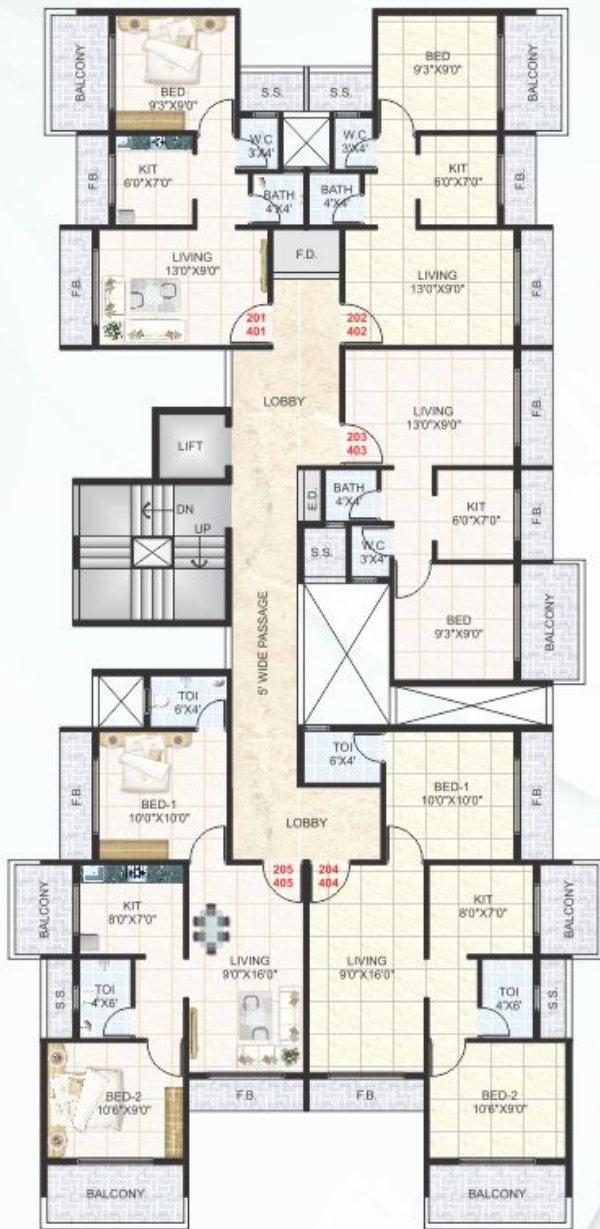 BALCONY
BED
9'3"X9'0"
BED
9'3"X9'0"
BALCONY
S.S.
S.S.
F.B.
KIT
6'0"X7'0"
W.C
3'X4'
W.C
3'X4'
KIT
6'0"X7'0"
F.B.
BATH
4'X4'
BATH
4'X4'
F.B.
LIVING
13'0"X9'0"
F.D.
LIVING
13'0"X9'0"
F.B.
201
401
202
402
LOBBY
LIVING
13'0"X9'0"
F.B.
203
403
LIFT
E.D.
BATH
4'X4'
KIT
6'0"X7'0"
F.B.
DN
UP
S.S.
W.C
3'X4'
BED
9'3"X9'0"
BALCONY
5' WIDE PASSAGE
TOI
6'X4'
TOI
6'X4'
F.B.
BED-1
10'0"X10'0"
BED-1
10'0"X10'0"
F.B.
LOBBY
205
405
204
404
BALCONY
KIT
8'0"X7'0"
KIT
8'0"X7'0"
BALCONY
LIVING
9'0"X16'0"
LIVING
9'0"X16'0"
S.S.
TOI
4'X6'
TOI
4'X6'
S.S.
BED-2
10'6"X9'0"
F.B.
F.B.
BED-2
10'6"X9'0"
BALCONY
BALCONY